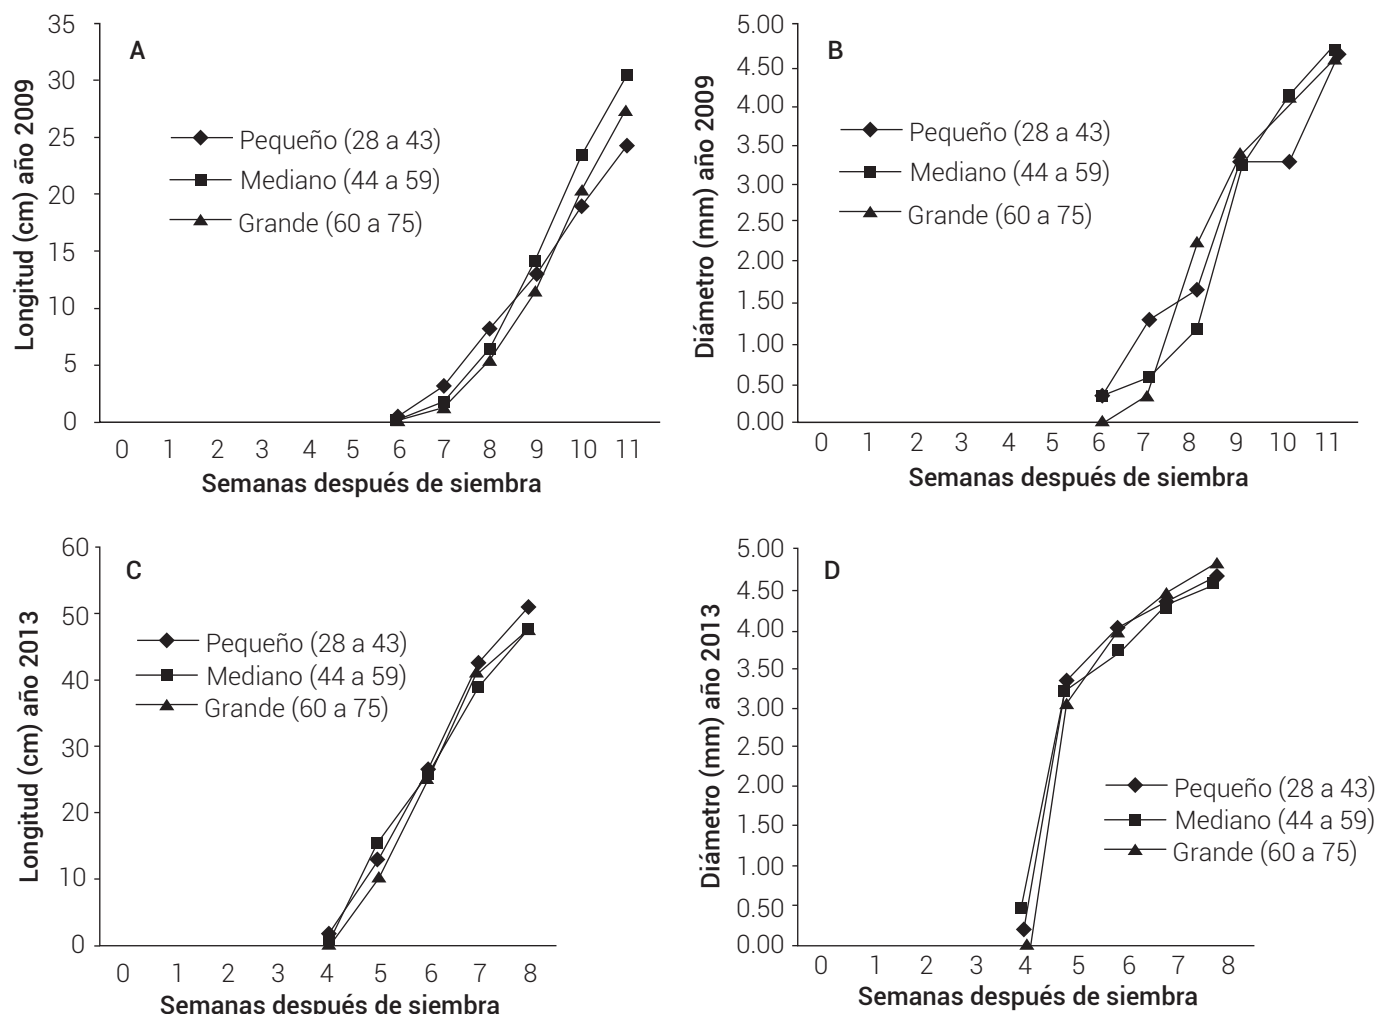 A
Longitud (cm) año 2009
35
30
25
20
15
10
5
0
Pequeño (28 a 43)
Mediano (44 a 59)
Grande (60 a 75)
0 1 2 3 4 5 6 7 8 9 10 11
Semanas después de siembra
B
Diámetro (mm) año 2009
5.00
4.50
4.00
3.50
3.00
2.50
2.00
1.50
1.00
0.50
0.00
Pequeño (28 a 43)
Mediano (44 a 59)
Grande (60 a 75)
0 1 2 3 4 5 6 7 8 9 10 11
Semanas después de siembra
C
Longitud (cm) año 2013
60
50
40
30
20
10
0
Pequeño (28 a 43)
Mediano (44 a 59)
Grande (60 a 75)
0 1 2 3 4 5 6 7 8
Semanas después de siembra
D
Diámetro (mm) año 2013
5.00
4.50
4.00
3.50
3.00
2.50
2.00
1.50
1.00
0.50
0.00
Pequeño (28 a 43)
Mediano (44 a 59)
Grande (60 a 75)
0 1 2 3 4 5 6 7 8
Semanas después de siembra